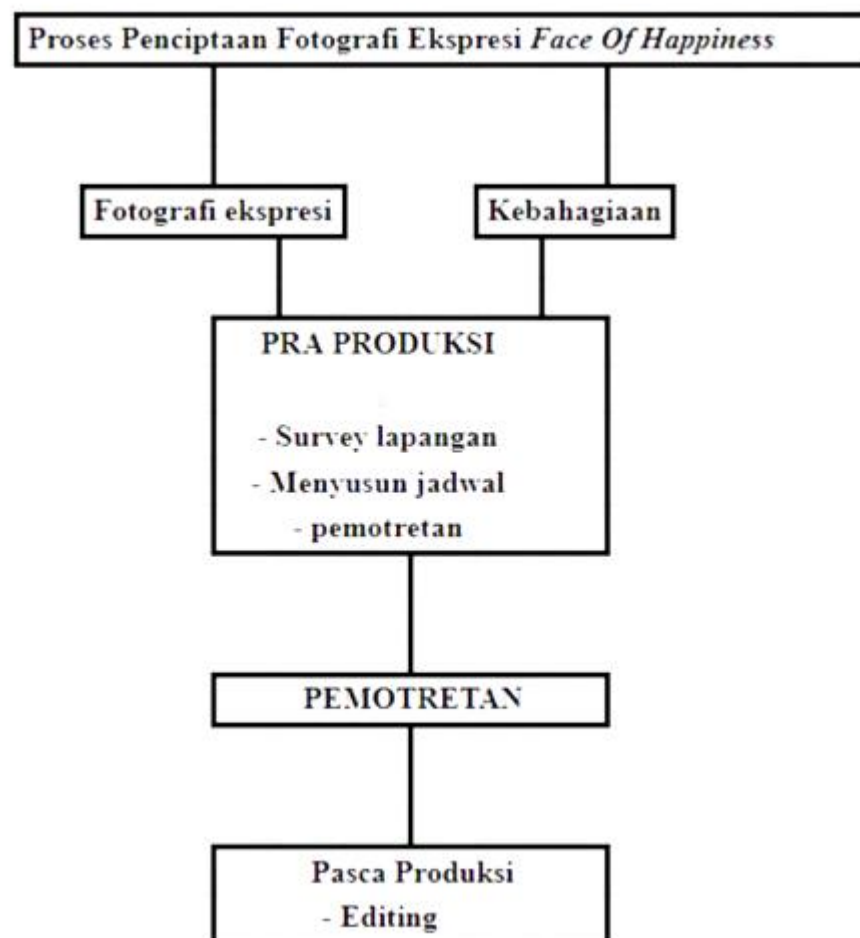 Proses Penciptaan Fotografi Ekspresi Face Of Happiness
Fotografi ekspresi
Kebahagiaan
PRA PRODUKSI
- Survey lapangan
- Menyusun jadwal
- pemotretan
PEMOTRETAN
Pasca Produksi
- Editing